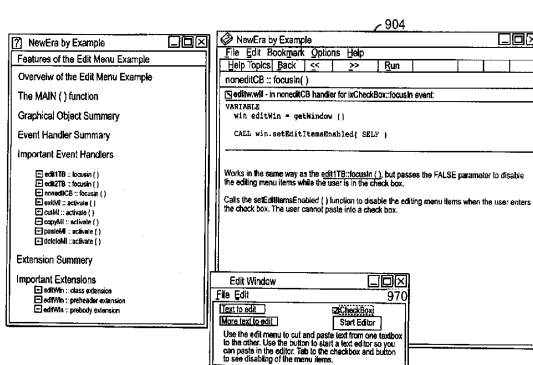 904
NewEra by Example
Features of the Edit Menu Example
Overveiw of the Edit Menu Example
The MAIN ( ) function
Graphical Object Summary
Event Handler Summary
Important Event Handlers
edit1TB :: focusin ( )
edit2TB :: focusin ( )
noneditCB :: focusin ( )
exitMI :: activate ( )
cutMI :: activate ( )
copyMI :: activate ( )
pasteMI :: activate ( )
deleteMI :: activate ( )
Extension Summery
Important Extensions
editWin :: class extension
editWin :: preheader extension
editWin :: prebody extension
NewEra by Example
File Edit Bookmark Options Help
Help Topics Back << >> Run
noneditCB :: focusin ( )
editw.wil - in noneditCB handler for ixCheckBox::focusIn event:
VARIABLE
win editWin = getWindow ()
CALL win.setEditItemsEnabled( SELF )
Works in the same way as the edit1TB::focusIn ( ), but passes the FALSE parameter to disable
the editing menu items while the user is in the check box.
Calls the setEditItemsEnabled ( ) function to disable the editing menu items when the user enters
the check box. The user cannot paste into a check box.
Edit Window
File Edit 970
Text to edit CheckBox
More text to edit Start Editor
Use the edit menu to cut and paste text from one textbox
to the other. Use the button to start a text editor so you
can paste in the editor. Tab to the checkbox and button
to see disabling of the menu items.